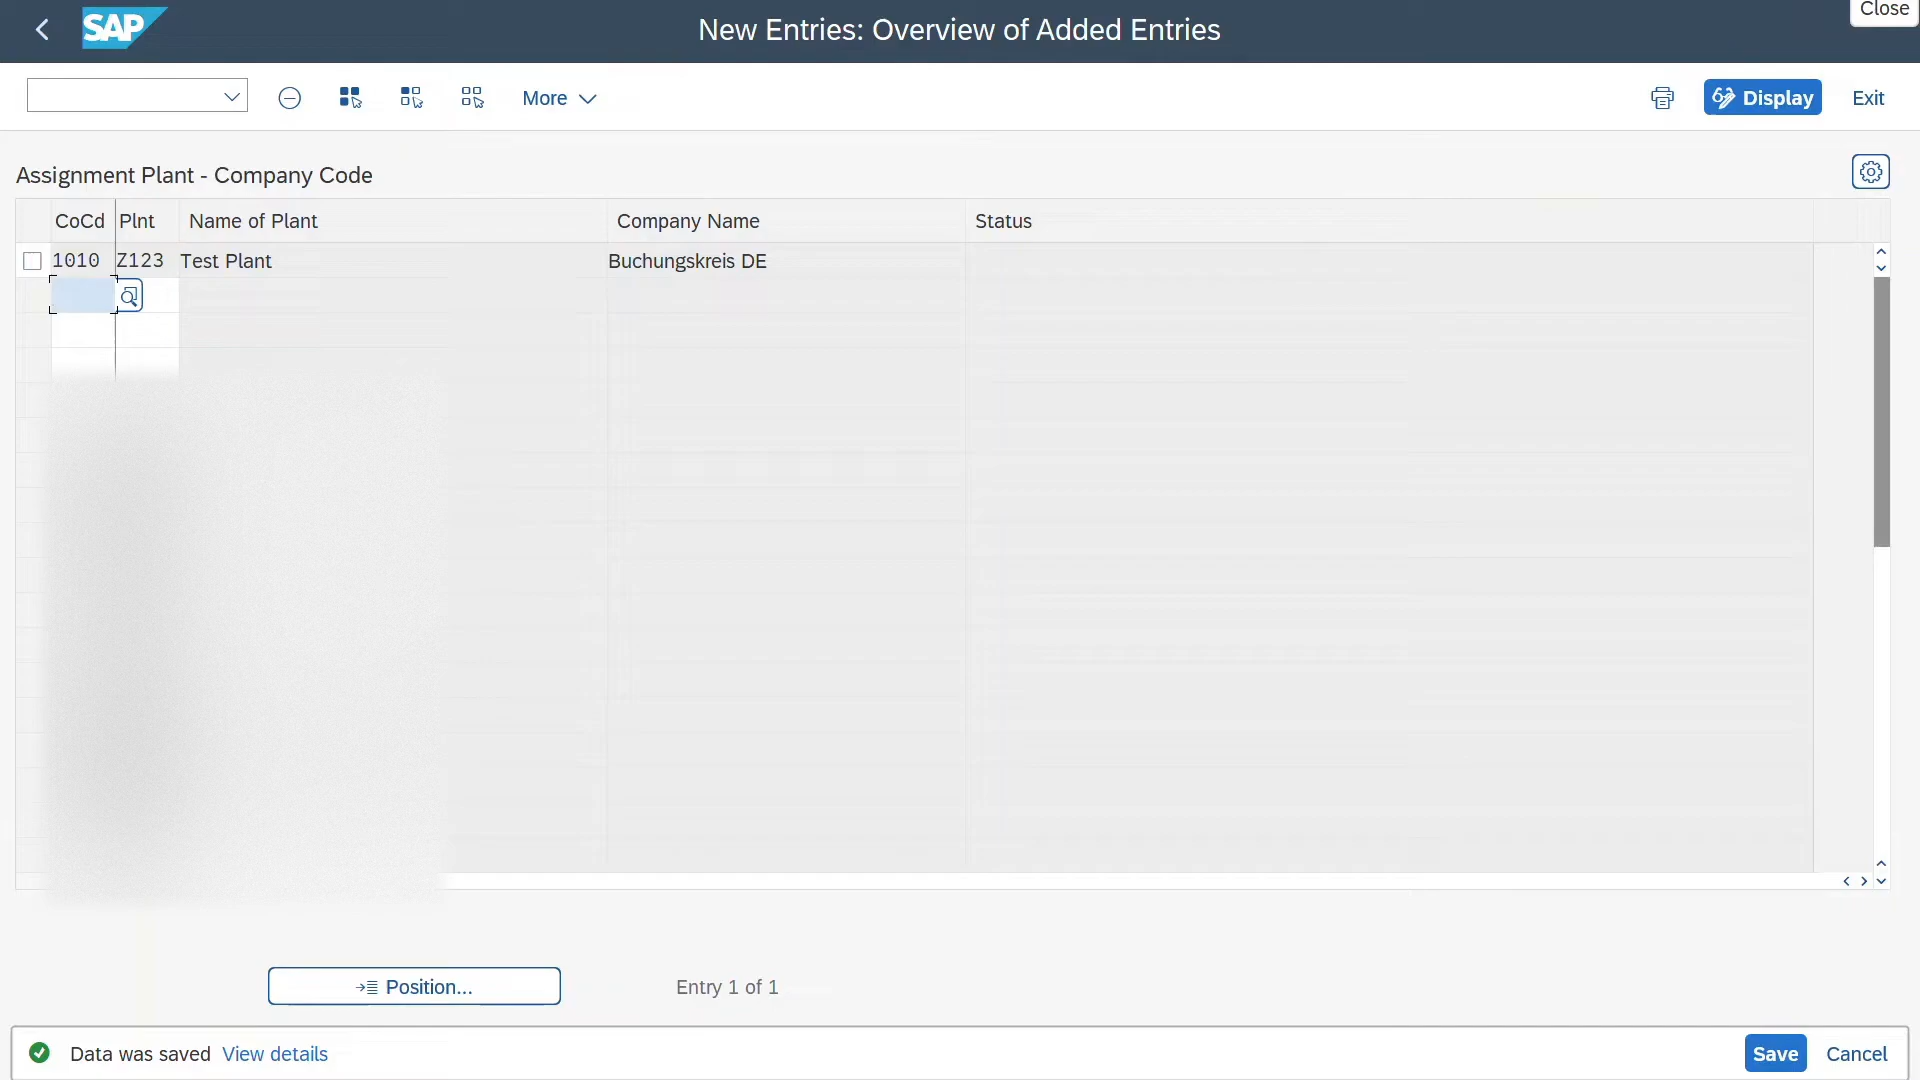 Close
SAP
New Entries: Overview of Added Entries
More
Display
Exit
Assignment Plant - Company Code
CoCd Plnt Name of Plant Company Name Status
1010 Z123 Test Plant Buchungskreis DE
Position... Entry 1 of 1
Data was saved View details
Save Cancel